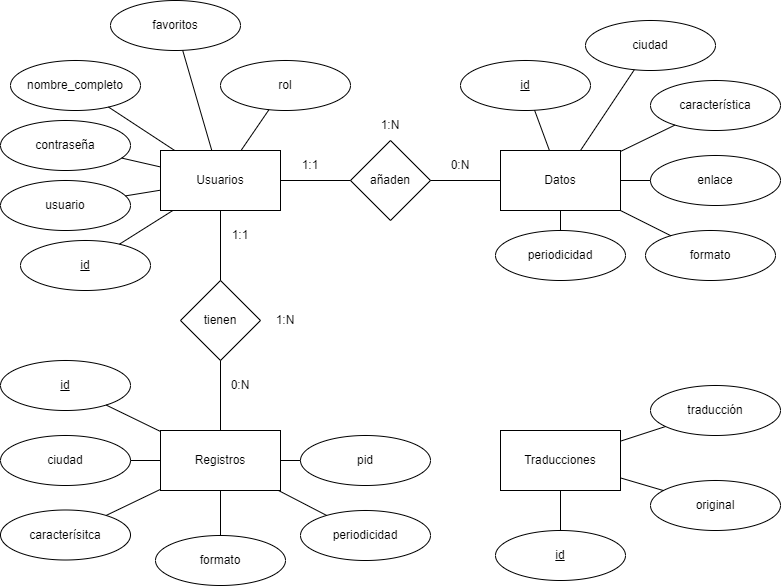 favoritos
nombre_completo
rol
contraseña
Usuarios
usuario
id
1:1
1:N
añaden
0:N
id
ciudad
característica
Datos
enlace
periodicidad
formato
1:1
tienen
1:N
0:N
id
ciudad
Registros
pid
caracterísitca
formato
periodicidad
traducción
Traducciones
original
id